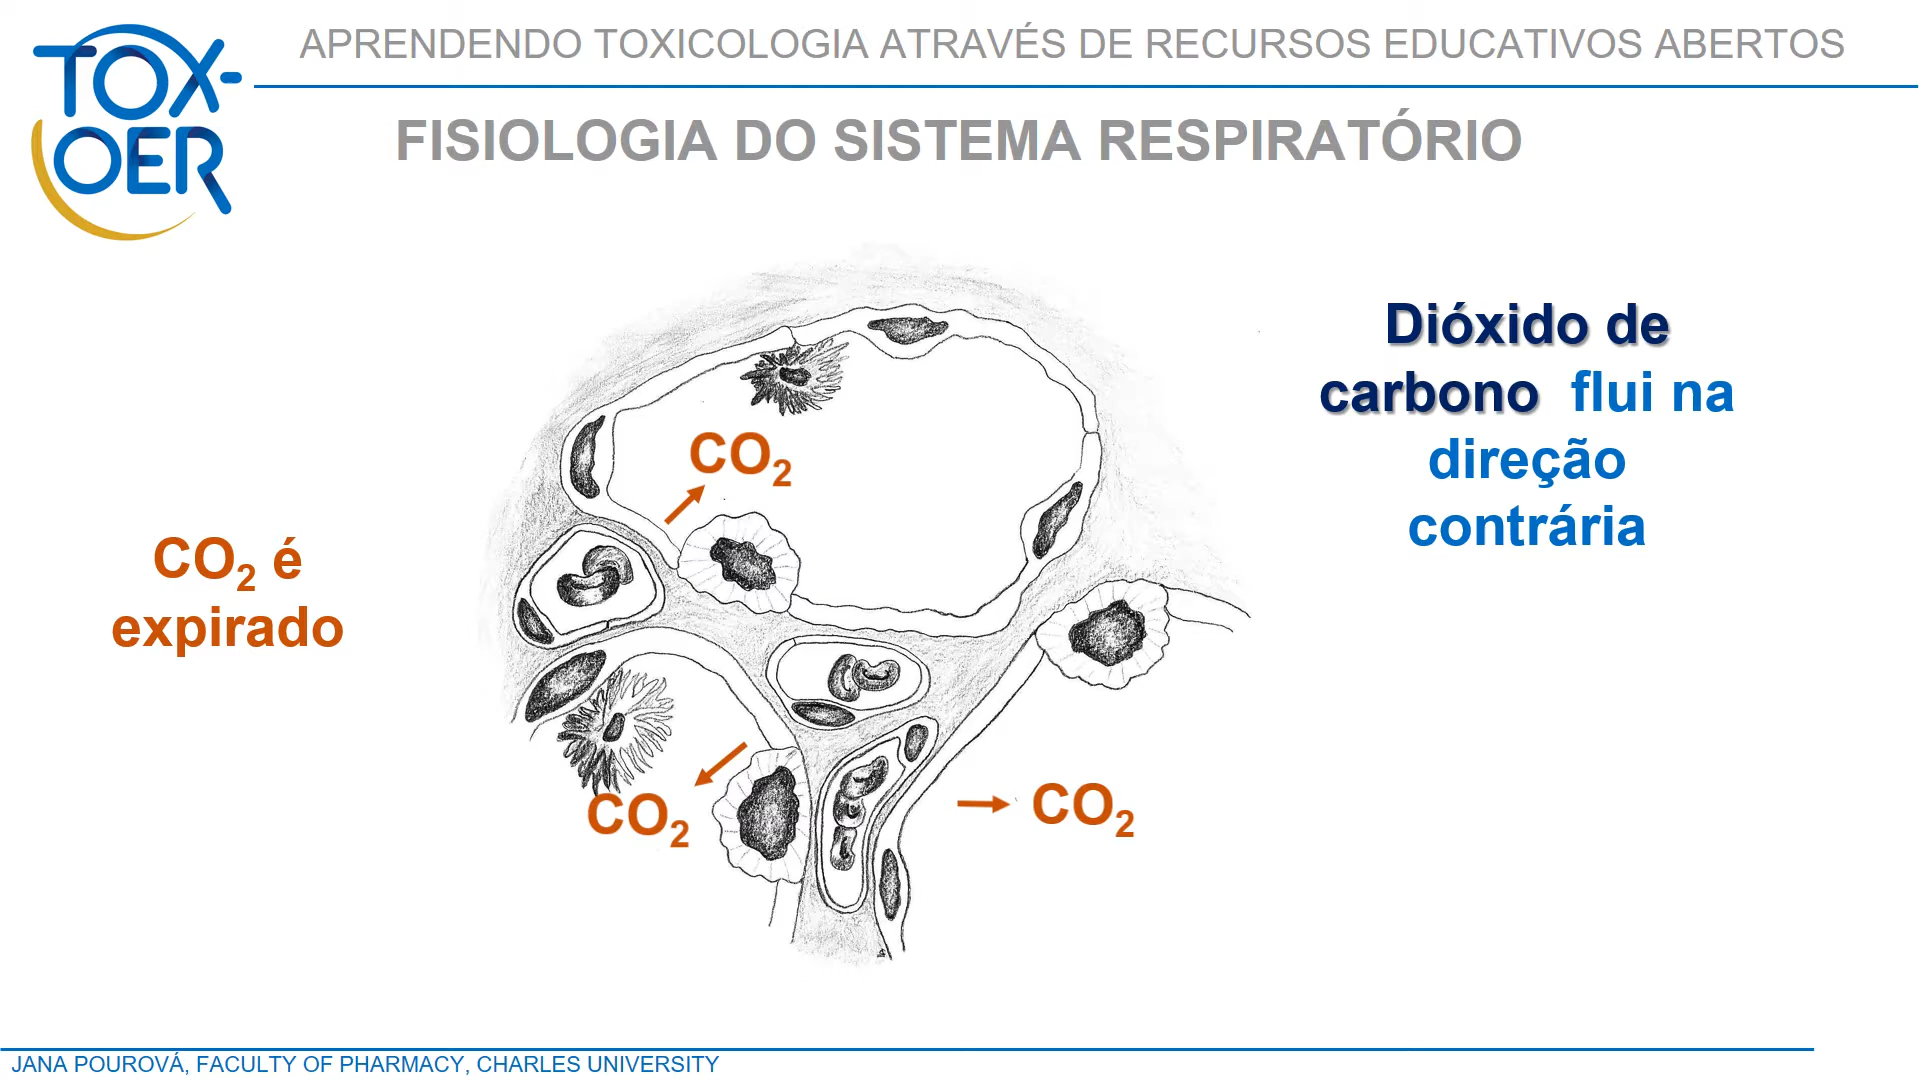 TOX-
OER
APRENDENDO TOXICOLOGIA ATRAVÉS DE RECURSOS EDUCATIVOS ABERTOS
FISIOLOGIA DO SISTEMA RESPIRATÓRIO
Dióxido de
carbono flui na
direção
contrária
CO₂
CO₂ é
expirado
CO₂
CO₂
JANA POUROVÁ, FACULTY OF PHARMACY, CHARLES UNIVERSITY